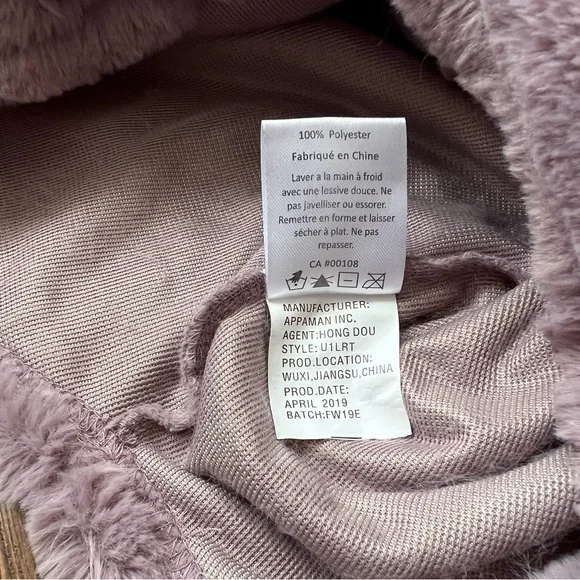 100% Polyester
Fabriqué en Chine
Laver a la main à froid
avec une lessive douce. Ne
pas javelliser ou essorer.
Remettre en forme et laisser
sécher à plat. Ne pas
repasser.
CA #00108
MANUFACTURER:
APPAMAN INC.
AGENT:HONG DOU
STYLE: U1LRT
PROD.LOCATION:
WUXI,JIANGSU,CHINA
PROD.DATE:
APRIL 2019
BATCH:FW19E